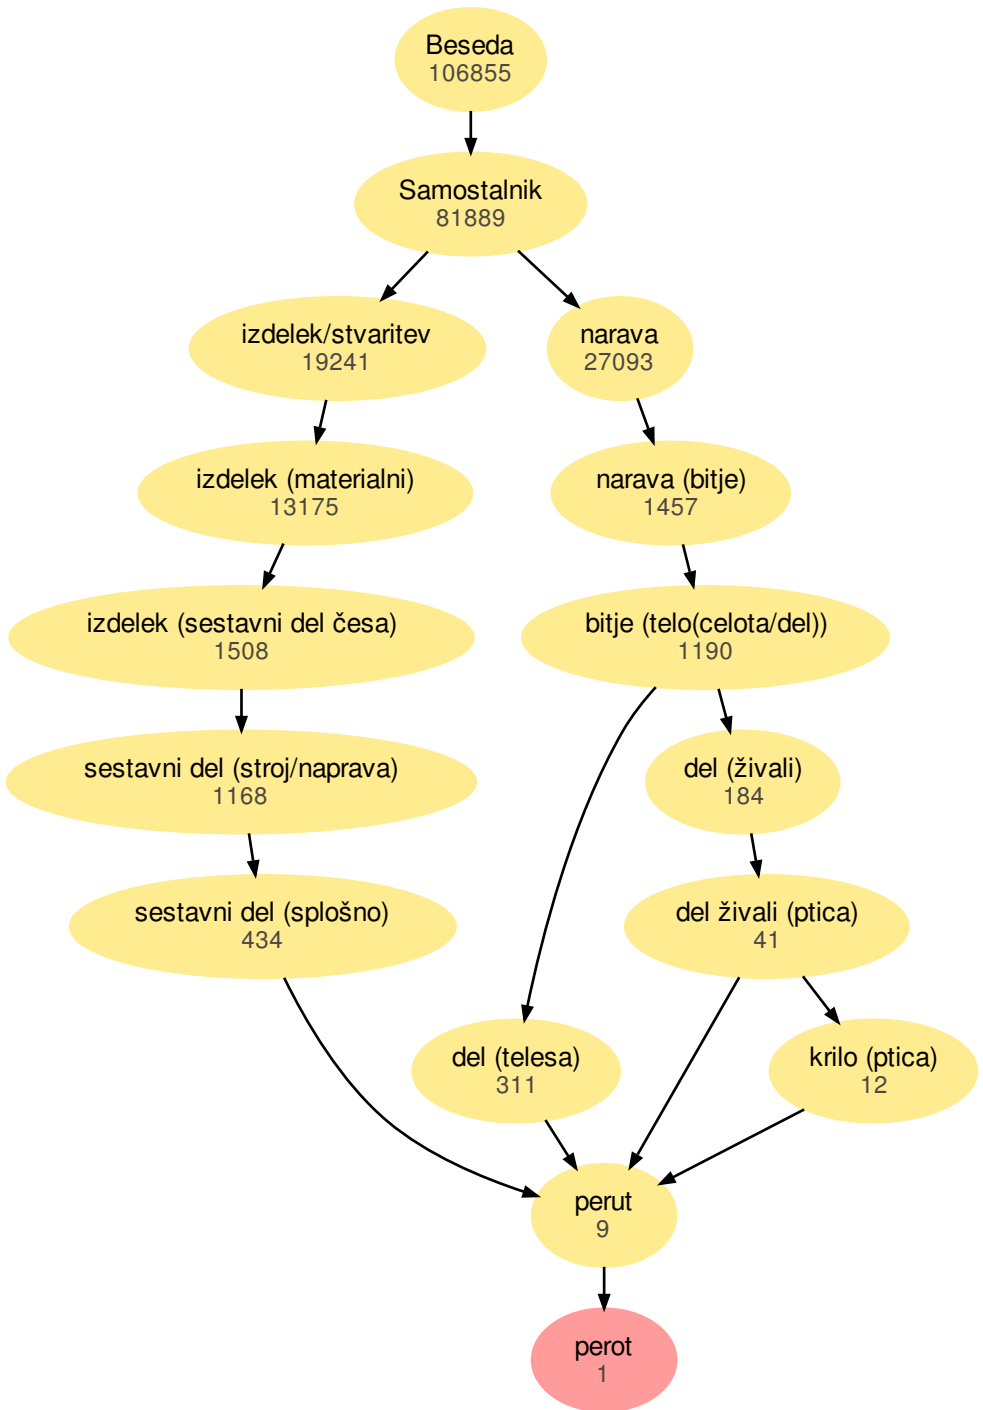 Beseda
106855
Samostalnik
81889
izdelek/stvaritev
19241
narava
27093
izdelek (materialni)
13175
narava (bitje)
1457
izdelek (sestavni del česa)
1508
bitje (telo(celota/del))
1190
sestavni del (stroj/naprava)
1168
del (živali)
184
sestavni del (splošno)
434
del živali (ptica)
41
del (telesa)
311
krilo (ptica)
12
perut
9
perot
1